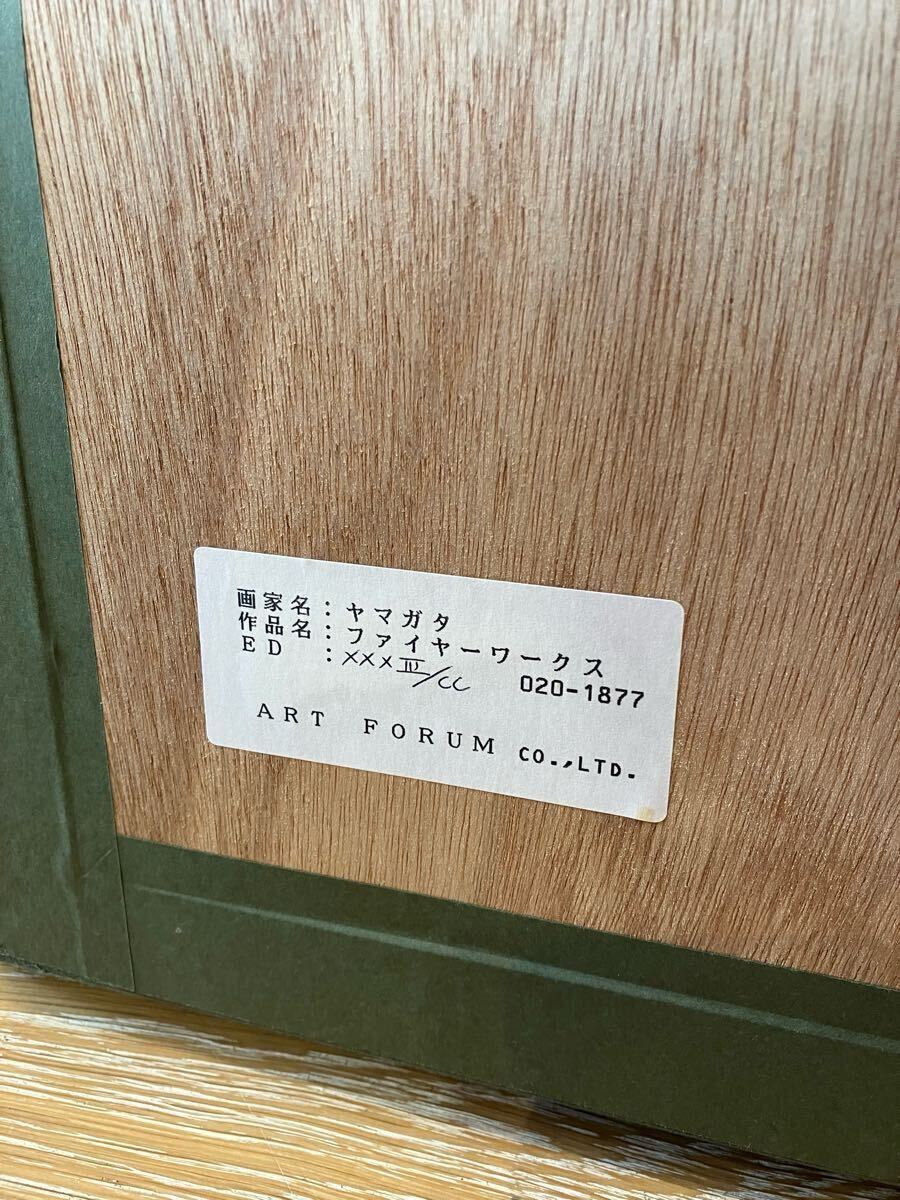 画家名：ヤマガタ
作品名：ファイヤーワークス
ED ：XXXIV/CC 020-1877
ART FORUM CO.,LTD.